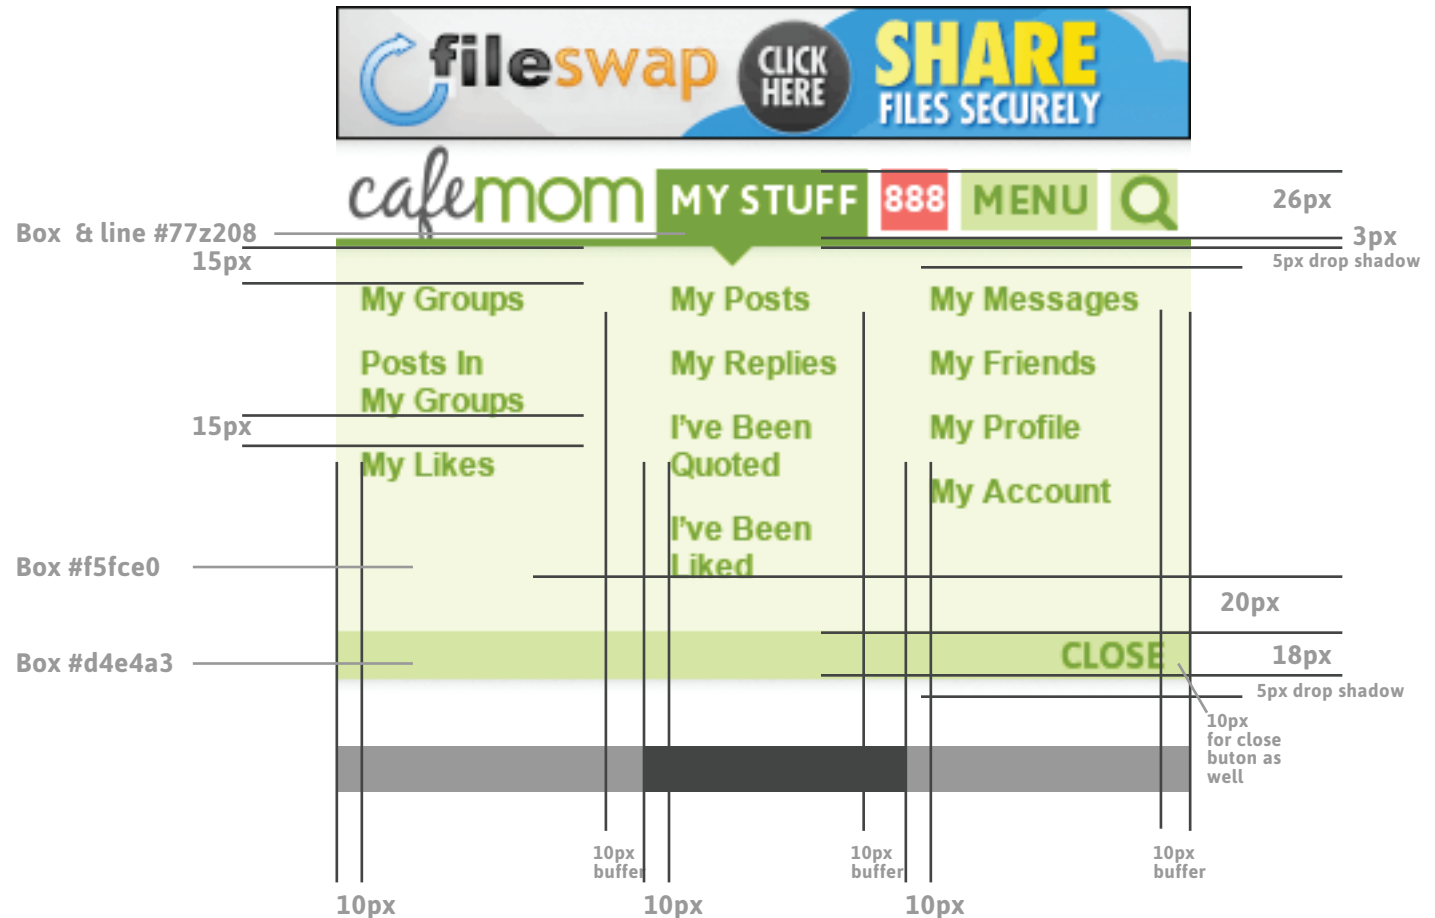 fileswap
CLICK
HERE
SHARE
FILES SECURELY
cafemom
MY STUFF
888
MENU
26px
Box & line #77z208
3px
15px
5px drop shadow
My Groups
My Posts
My Messages
Posts In
My Groups
My Replies
My Friends
15px
I've Been
Quoted
My Profile
My Likes
My Account
I've Been
Liked
Box #f5fce0
20px
Box #d4e4a3
CLOSE
18px
5px drop shadow
10px
for close
buton as
well
10px
buffer
10px
buffer
10px
buffer
10px
10px
10px